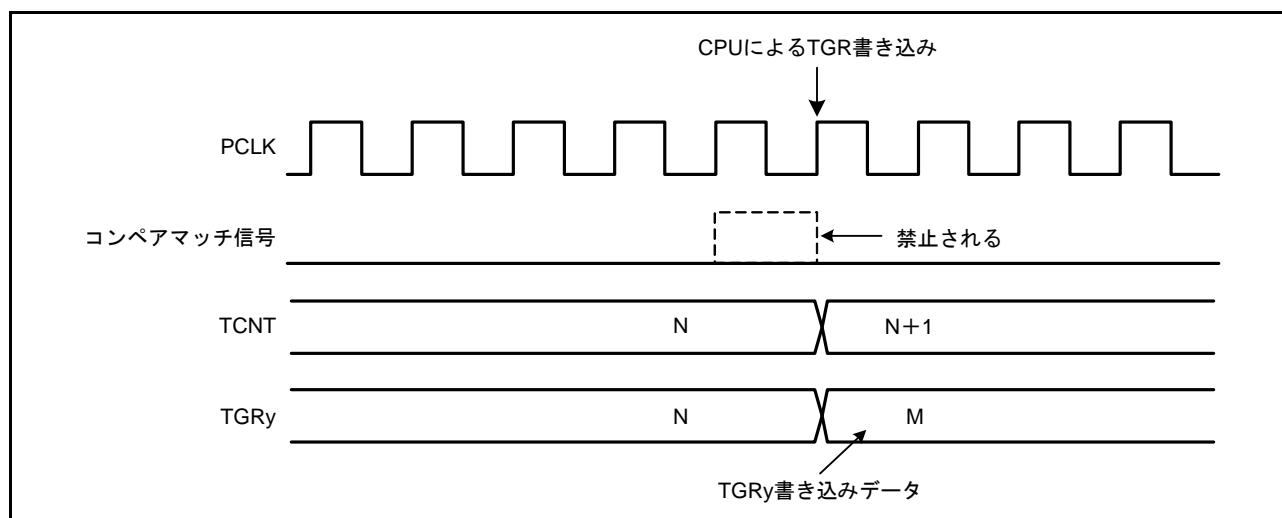 CPUによるTGR書き込み
PCLK
コンペアマッチ信号
禁止される
TCNT
N
N+1
TGRy
N
M
TGRy書き込みデータ